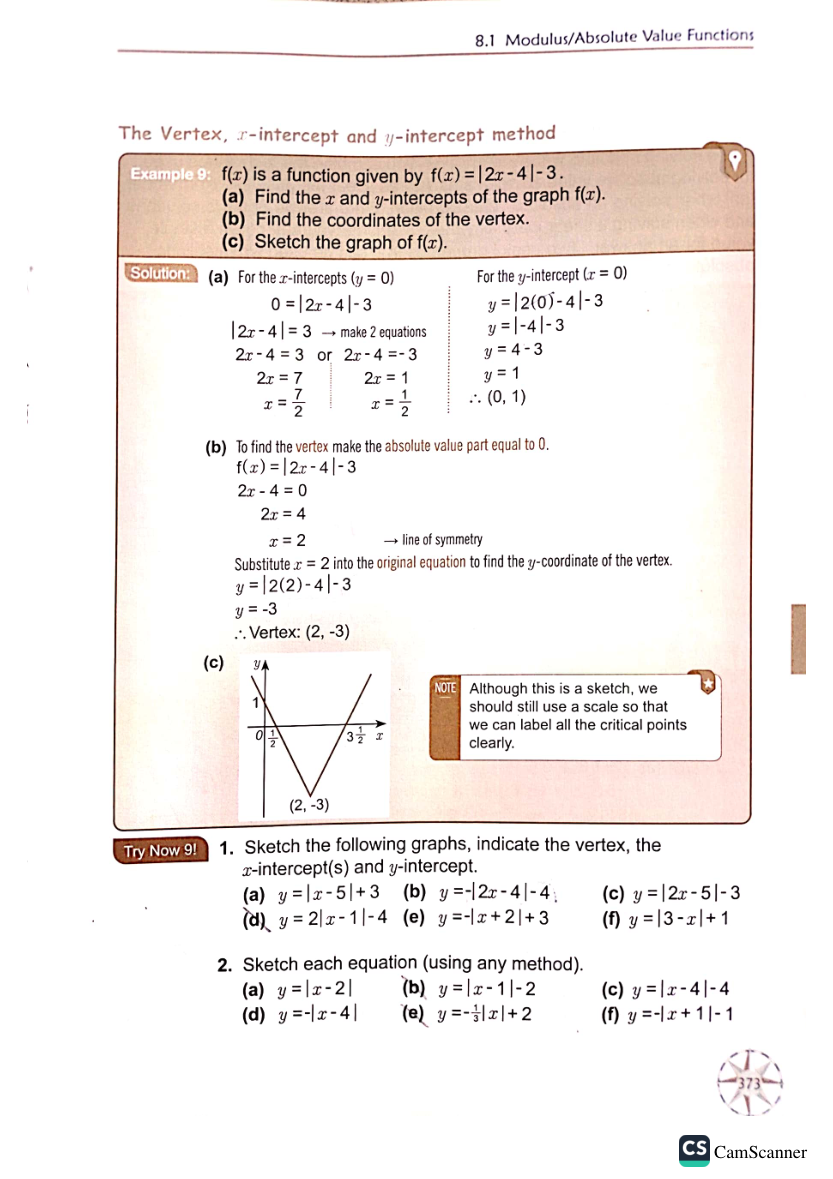 8.1 Modulus/Absolute Value Functions
The Vertex, x-intercept and y-intercept method
Example 9: f(x) is a function given by f(x) = |2x - 4| - 3.
(a) Find the x and y-intercepts of the graph f(x).
(b) Find the coordinates of the vertex.
(c) Sketch the graph of f(x).
Solution: (a) For the x-intercepts (y = 0)
0 = |2x - 4| - 3
|2x - 4| = 3 → make 2 equations
2x - 4 = 3 or 2x - 4 = - 3
2x = 7 2x = 1
x = 7/2 x = 1/2
For the y-intercept (x = 0)
y = |2(0) - 4| - 3
y = |-4| - 3
y = 4 - 3
y = 1
∴ (0, 1)
(b) To find the vertex make the absolute value part equal to 0.
f(x) = |2x - 4| - 3
2x - 4 = 0
2x = 4
x = 2 → line of symmetry
Substitute x = 2 into the original equation to find the y-coordinate of the vertex.
y = |2(2) - 4| - 3
y = -3
∴ Vertex: (2, -3)
(c) y
1
0 1/2 3 1/2 x
(2, -3)
NOTE Although this is a sketch, we
should still use a scale so that
we can label all the critical points
clearly.
Try Now 9! 1. Sketch the following graphs, indicate the vertex, the
x-intercept(s) and y-intercept.
(a) y = |x - 5| + 3 (b) y = -|2x - 4| - 4 (c) y = |2x - 5| - 3
(d) y = 2|x - 1| - 4 (e) y = -|x + 2| + 3 (f) y = |3 - x| + 1
2. Sketch each equation (using any method).
(a) y = |x - 2| (b) y = |x - 1| - 2 (c) y = |x - 4| - 4
(d) y = -|x - 4| (e) y = -1/3|x| + 2 (f) y = -|x + 1| - 1
373
CS CamScanner